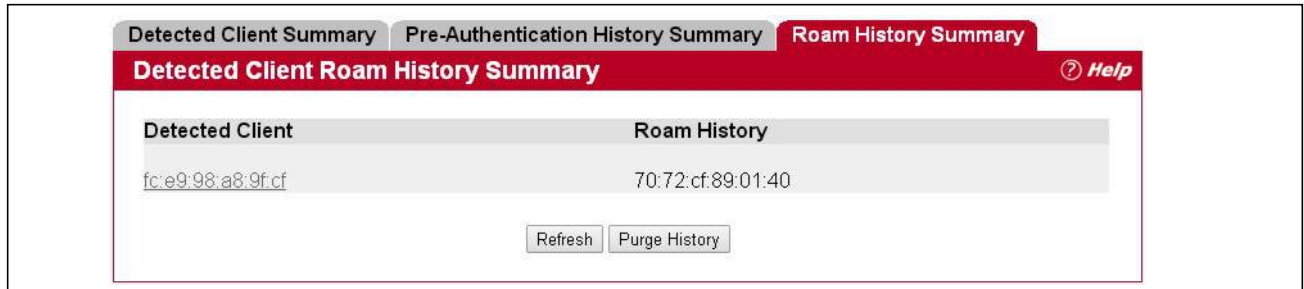 Detected Client Summary Pre-Authentication History Summary Roam History Summary
Detected Client Roam History Summary ? Help
Detected Client Roam History
fc:e9:98:a8:9f:cf 70:72:cf:89:01:40
Refresh Purge History